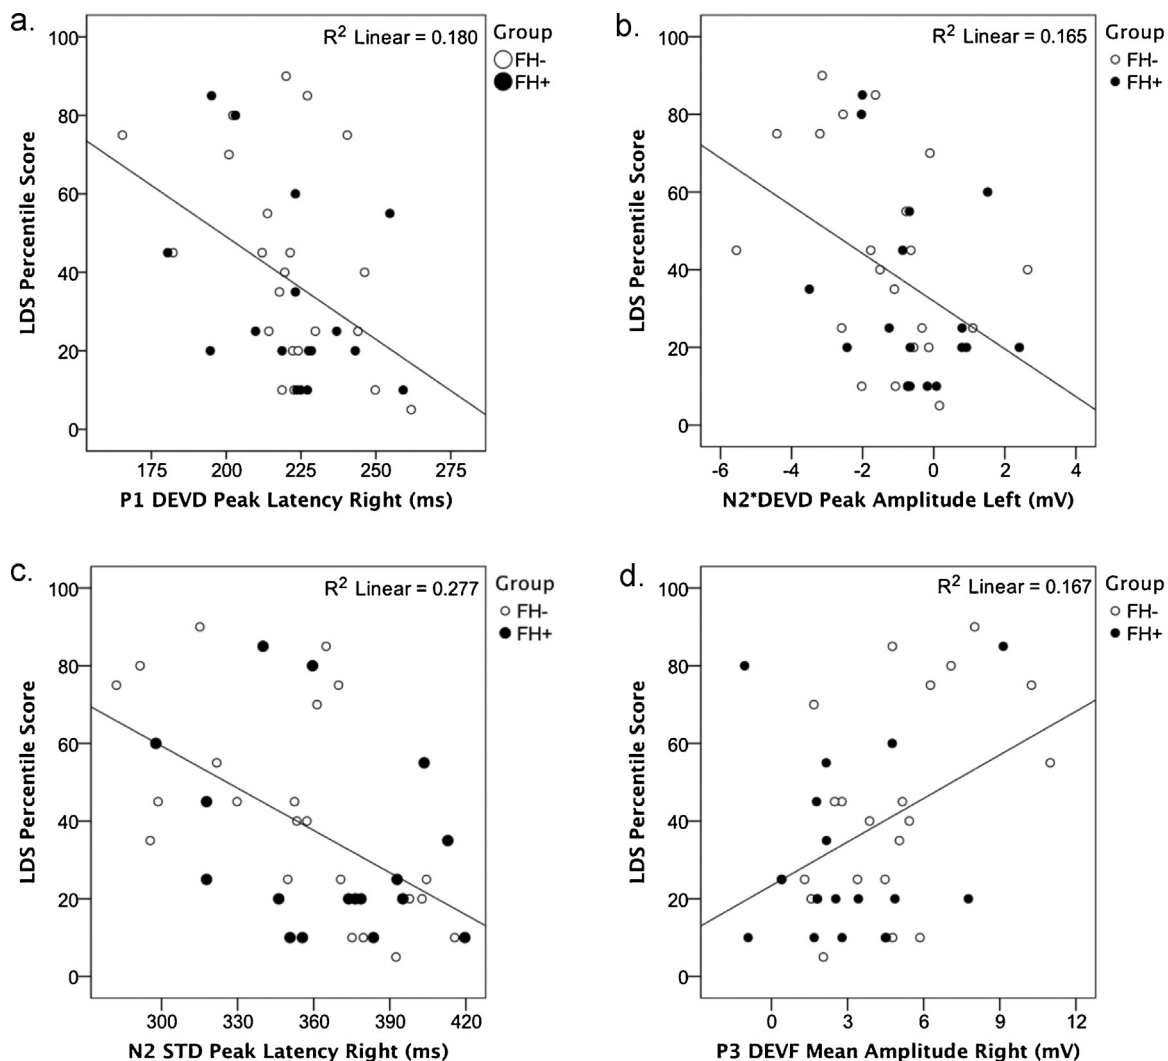 a.
R² Linear = 0.180
Group
FH-
FH+
100
80
60
40
20
0
LDS Percentile Score
175 200 225 250 275
P1 DEVD Peak Latency Right (ms)
b.
R² Linear = 0.165
Group
FH-
FH+
100
80
60
40
20
0
LDS Percentile Score
-6 -4 -2 0 2 4
N2*DEVD Peak Amplitude Left (mV)
c.
R² Linear = 0.277
Group
FH-
FH+
100
80
60
40
20
0
LDS Percentile Score
300 330 360 390 420
N2 STD Peak Latency Right (ms)
d.
R² Linear = 0.167
Group
FH-
FH+
100
80
60
40
20
0
LDS Percentile Score
0 3 6 9 12
P3 DEVF Mean Amplitude Right (mV)